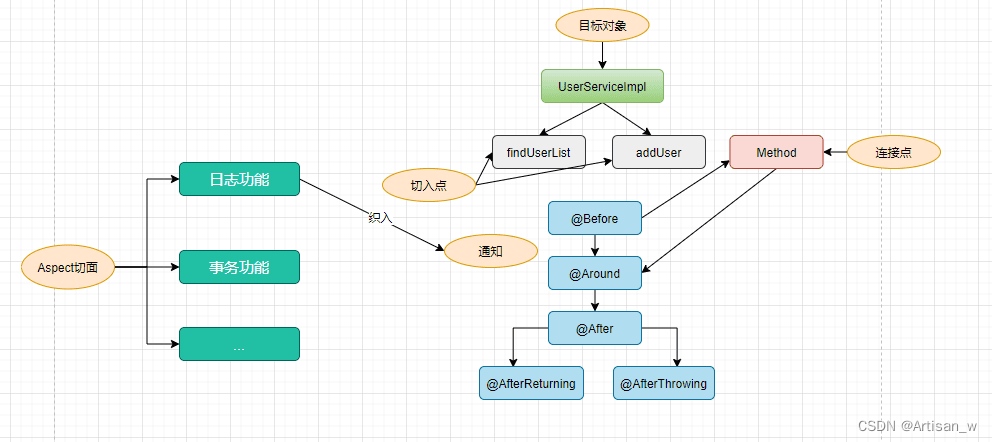 目标对象
UserServiceImpl
findUserList
addUser
Method
连接点
日志功能
切入点
织入
@Before
通知
Aspect切面
事务功能
@Around
@After
...
@AfterReturning
@AfterThrowing
CSDN @Artisan_w